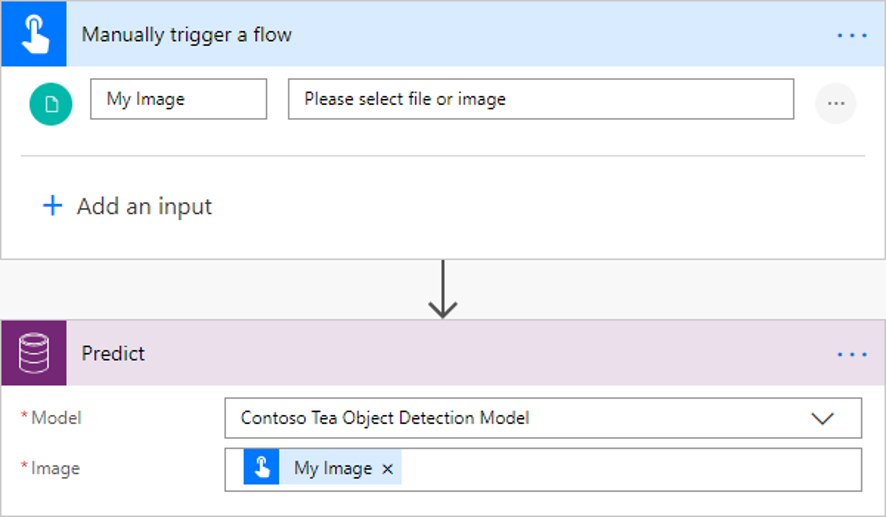 Manually trigger a flow
My Image Please select file or image
+ Add an input
Predict
* Model Contoso Tea Object Detection Model
* Image My Image ×